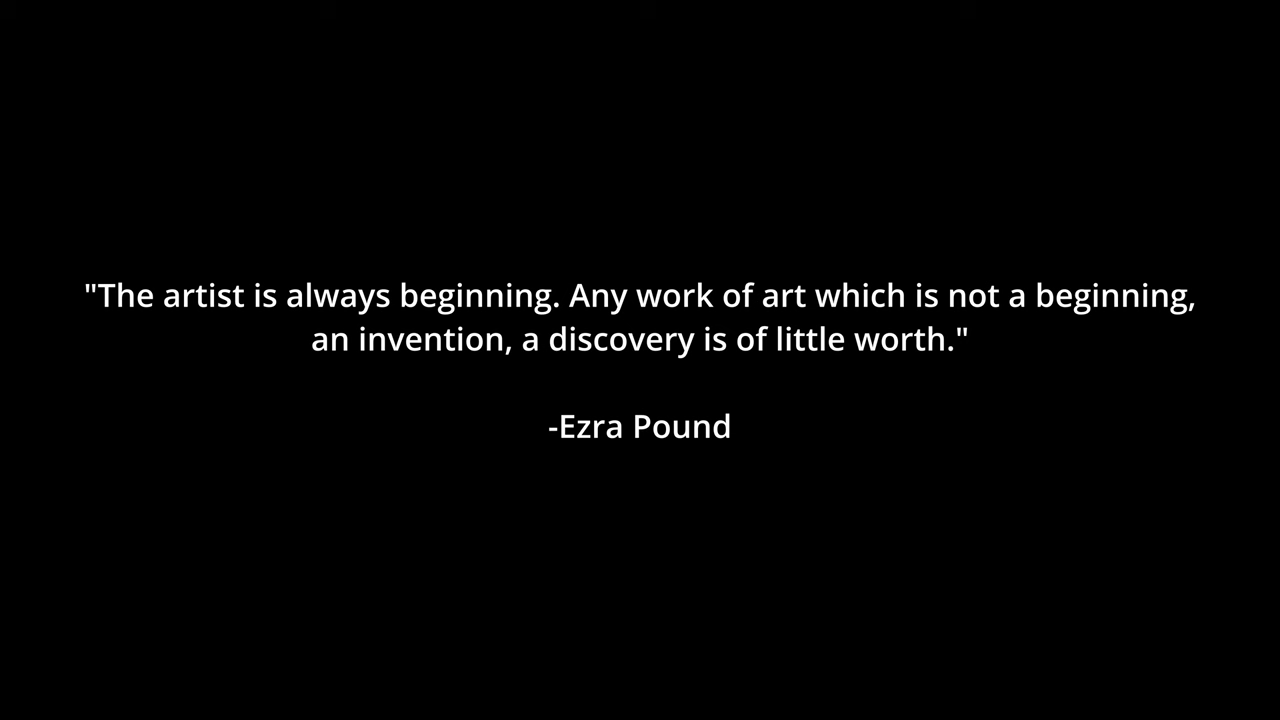 "The artist is always beginning. Any work of art which is not a beginning,
an invention, a discovery is of little worth."
-Ezra Pound